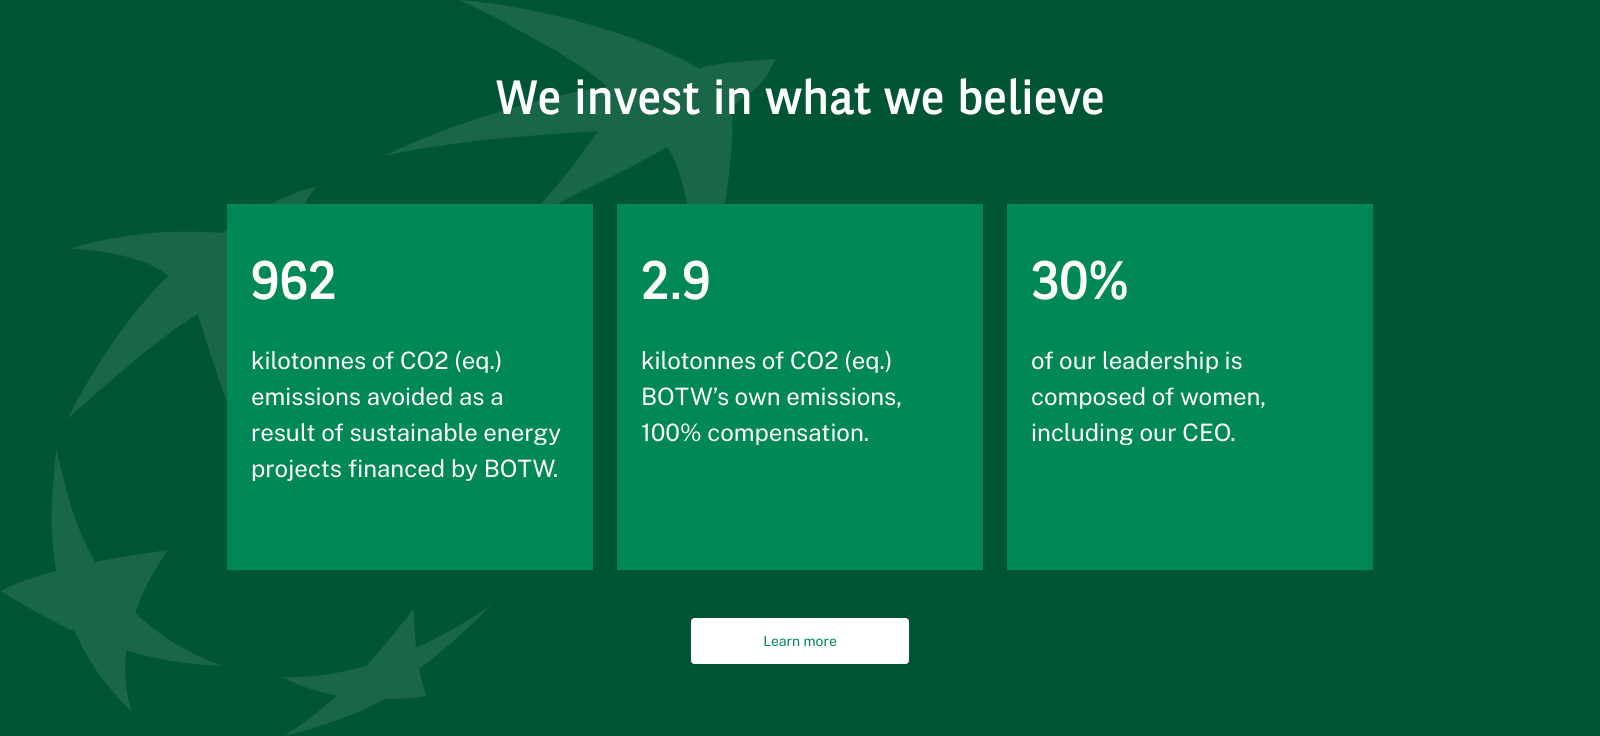 We invest in what we believe
962
kilotonnes of CO2 (eq.)
emissions avoided as a
result of sustainable energy
projects financed by BOTW.
2.9
kilotonnes of CO2 (eq.)
BOTW’s own emissions,
100% compensation.
30%
of our leadership is
composed of women,
including our CEO.
Learn more